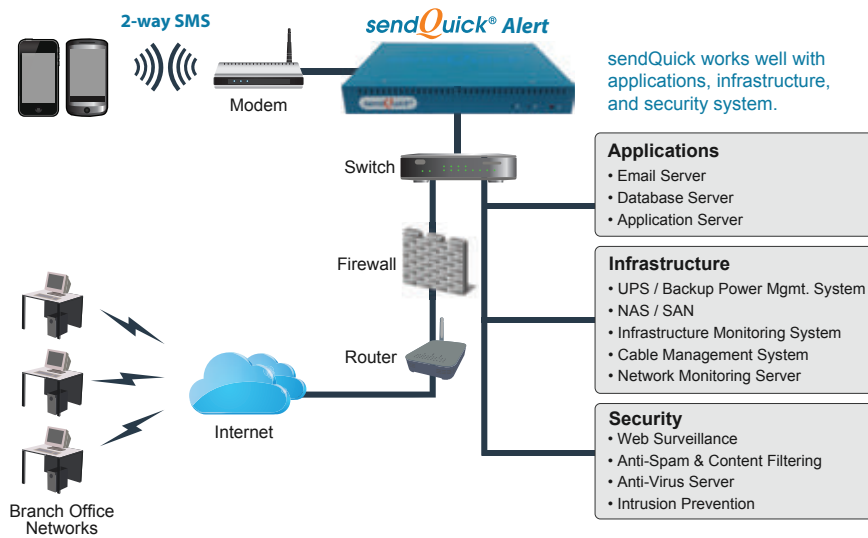 2-way SMS
sendQuick® Alert
sendQuick®
Modem
sendQuick works well with
applications, infrastructure,
and security system.
Switch
Applications
• Email Server
• Database Server
• Application Server
Firewall
Infrastructure
• UPS / Backup Power Mgmt. System
• NAS / SAN
• Infrastructure Monitoring System
• Cable Management System
• Network Monitoring Server
Router
Internet
Security
• Web Surveillance
• Anti-Spam & Content Filtering
• Anti-Virus Server
• Intrusion Prevention
Branch Office
Networks